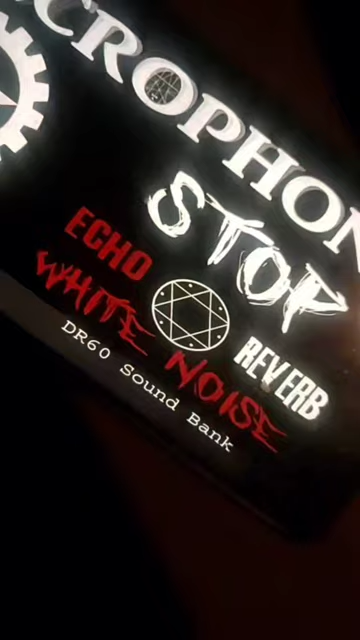 CROPHON
STOP
ECHO
REVERB
WHITE NOISE
DR60 Sound Bank